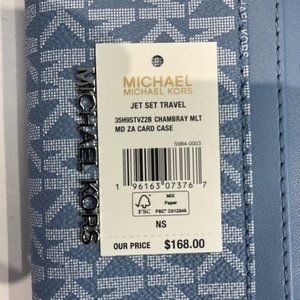 MICHAEL
MICHAEL KORS
JET SET TRAVEL
35H9STVZ2B CHAMBRAY MLT
MD ZA CARD CASE
5984-0003
1 96163 07376 7
FSC
MIX
Paper
FSC® C012345
NS
OUR PRICE $168.00
MICHAEL KORS